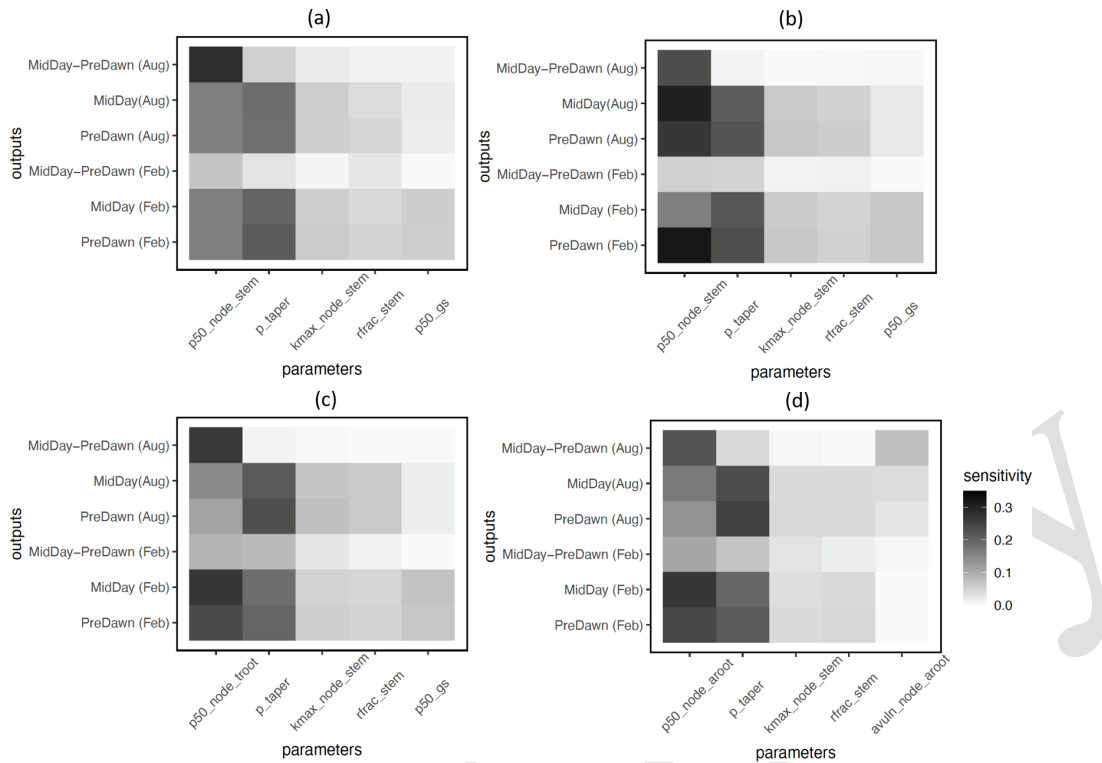 (a)
MidDay−PreDawn (Aug)
MidDay(Aug)
PreDawn (Aug)
MidDay−PreDawn (Feb)
MidDay (Feb)
PreDawn (Feb)
outputs
p50_node_stem
p_taper
kmax_node_stem
rfrac_stem
p50_gs
parameters
(b)
MidDay−PreDawn (Aug)
MidDay(Aug)
PreDawn (Aug)
MidDay−PreDawn (Feb)
MidDay (Feb)
PreDawn (Feb)
outputs
p50_node_stem
p_taper
kmax_node_stem
rfrac_stem
p50_gs
parameters
(c)
MidDay−PreDawn (Aug)
MidDay(Aug)
PreDawn (Aug)
MidDay−PreDawn (Feb)
MidDay (Feb)
PreDawn (Feb)
outputs
p50_node_troot
p_taper
kmax_node_stem
rfrac_stem
p50_gs
parameters
(d)
MidDay−PreDawn (Aug)
MidDay(Aug)
PreDawn (Aug)
MidDay−PreDawn (Feb)
MidDay (Feb)
PreDawn (Feb)
outputs
p50_node_aroot
p_taper
kmax_node_stem
rfrac_stem
avuln_node_aroot
parameters
sensitivity
0.3
0.2
0.1
0.0
y